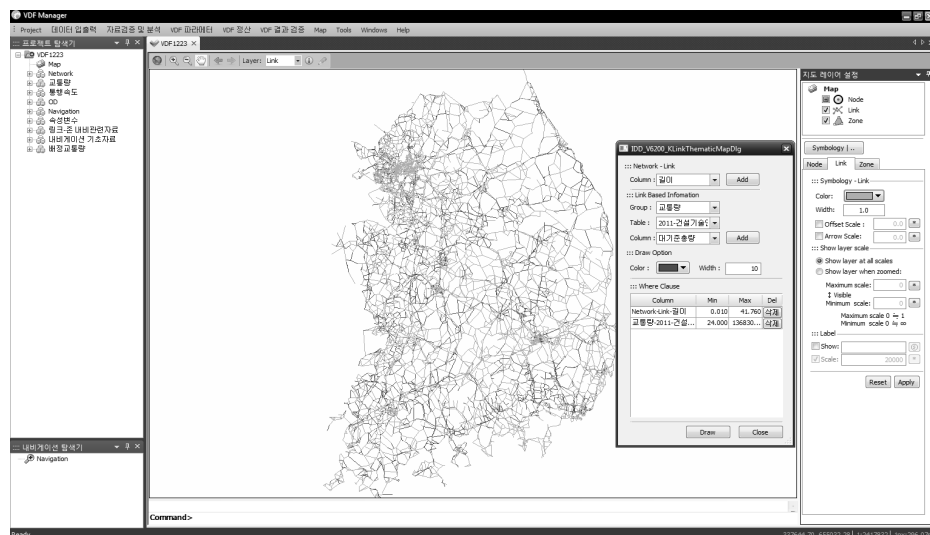 VDF Manager
Project 데이터 입출력 자료검증 및 분석 VDF 파라메터 VDF 정산 VDF 결과 검증 Map Tools Windows Help
::: 프로젝트 탐색기
VDF1223
Map
Network
교통량
통행속도
OD
Navigation
속성변수
링크-존 내비관련자료
내비게이션 기초자료
배정교통량
::: 내비게이션 탐색기
Navigation
VDF1223
Layer: Link
Command>
IDD_V6200_KLinkThematicMapDlg
::: Network - Link
Column : 길이 Add
::: Link Based Infomation
Group : 교통량
Table : 2011-건설기술
Column : 대기준총량 Add
::: Draw Option
Color : Width : 10
::: Where Clause
Column Min Max Del
Network-Link-길이 0.010 41.760 삭제
교통량-2011-건설... 24.000 136830... 삭제
Draw Close
지도 레이어 설정
Map
Node
Link
Zone
Symbology | ..
Node Link Zone
::: Symbology - Link
Color:
Width: 1.0
Offset Scale : 0.0
Arrow Scale: 0.0
::: Show layer scale
Show layer at all scales
Show layer when zoomed:
Maximum scale: 0
↕ Visible
Minimum scale: 0
Maximum scale 0 ≒ 1
Minimum scale 0 ≒ ∞
::: Label
Show:
Scale: 20000
Reset Apply
Ready